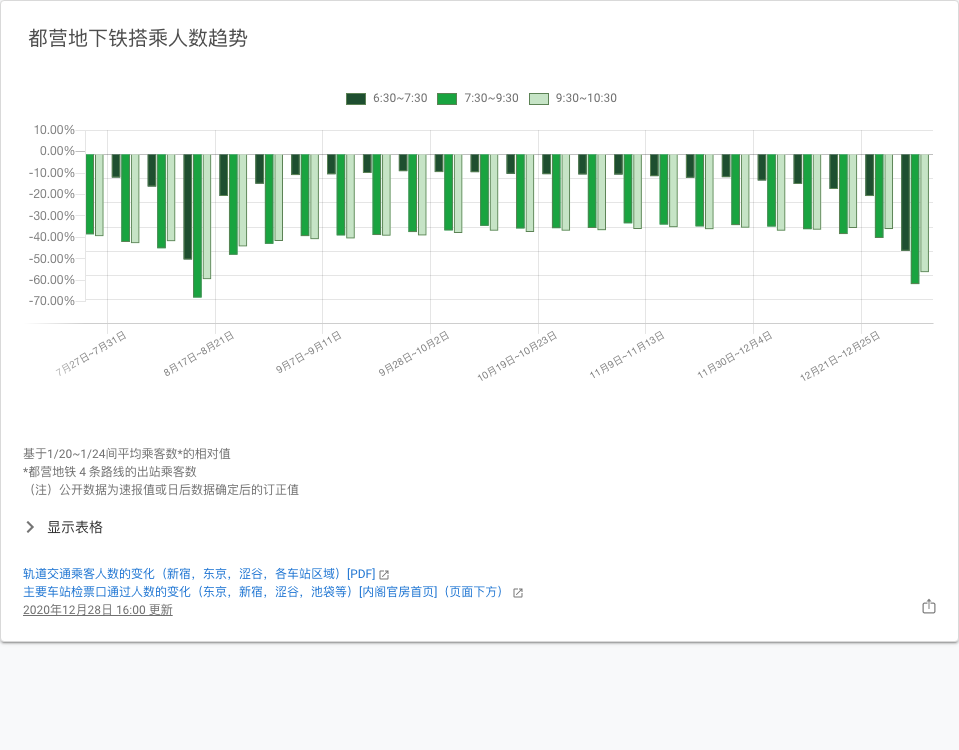 都营地下铁搭乘人数趋势
6:30~7:30 7:30~9:30 9:30~10:30
10.00%
0.00%
-10.00%
-20.00%
-30.00%
-40.00%
-50.00%
-60.00%
-70.00%
7月27日~7月31日
8月17日~8月21日
9月7日~9月11日
9月28日~10月2日
10月19日~10月23日
11月9日~11月13日
11月30日~12月4日
12月21日~12月25日
基于1/20~1/24间平均乘客数*的相对值
*都营地铁 4 条路线的出站乘客数
（注）公开数据为速报值或日后数据确定后的订正值
显示表格
轨道交通乘客人数的变化（新宿，东京，涩谷，各车站区域）[PDF]
主要车站检票口通过人数的变化（东京，新宿，涩谷，池袋等）[内阁官房首页]（页面下方）
2020年12月28日 16:00 更新